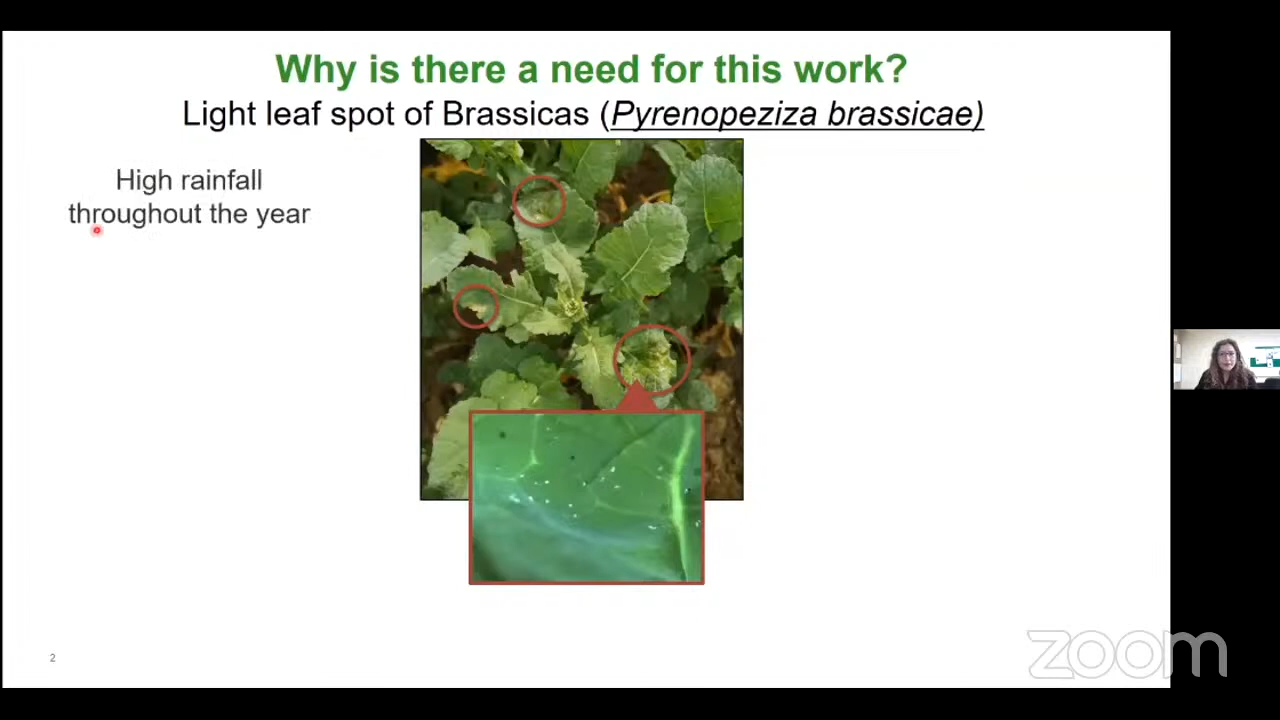 Why is there a need for this work?
Light leaf spot of Brassicas (Pyrenopeziza brassicae)
High rainfall
throughout the year
2
zoom